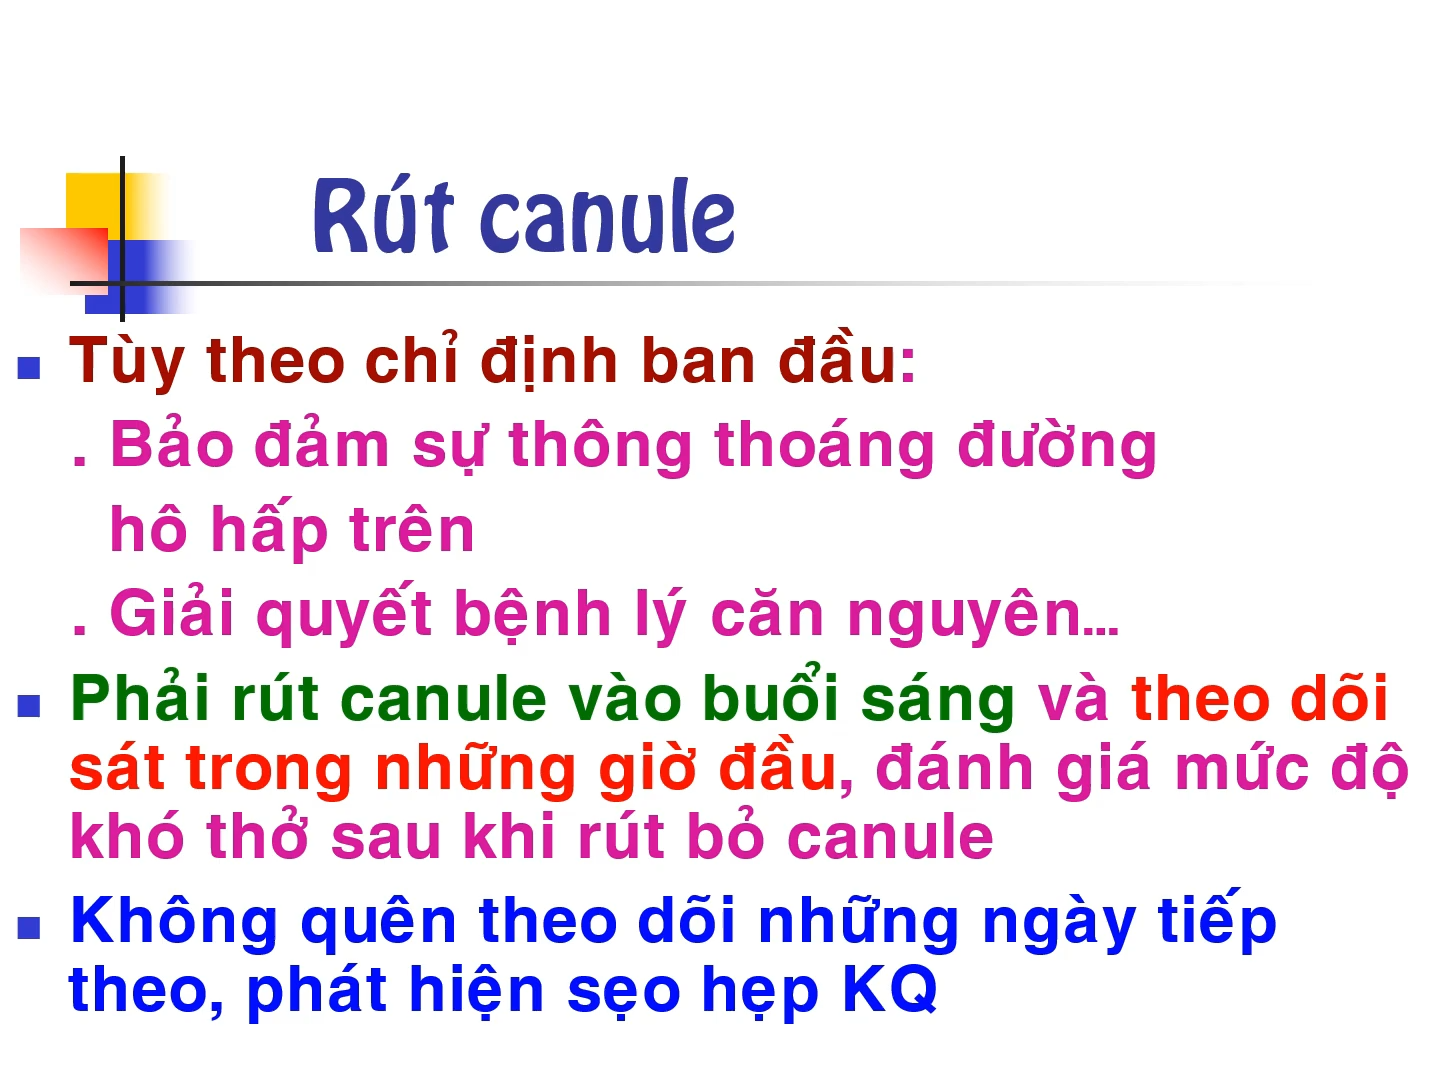 Rút canule
Tùy theo chỉ định ban đầu:
. Bảo đảm sự thông thoáng đường
hô hấp trên
. Giải quyết bệnh lý căn nguyên...
Phải rút canule vào buổi sáng và theo dõi
sát trong những giờ đầu, đánh giá mức độ
khó thở sau khi rút bỏ canule
Không quên theo dõi những ngày tiếp
theo, phát hiện sẹo hẹp KQ